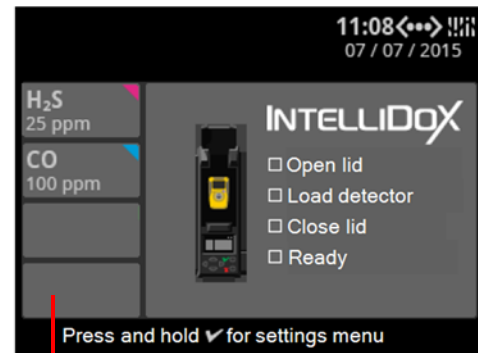 11:08
07 / 07 / 2015
H₂S
25 ppm
CO
100 ppm
INTELLIDOX
Open lid
Load detector
Close lid
Ready
Press and hold ✔ for settings menu